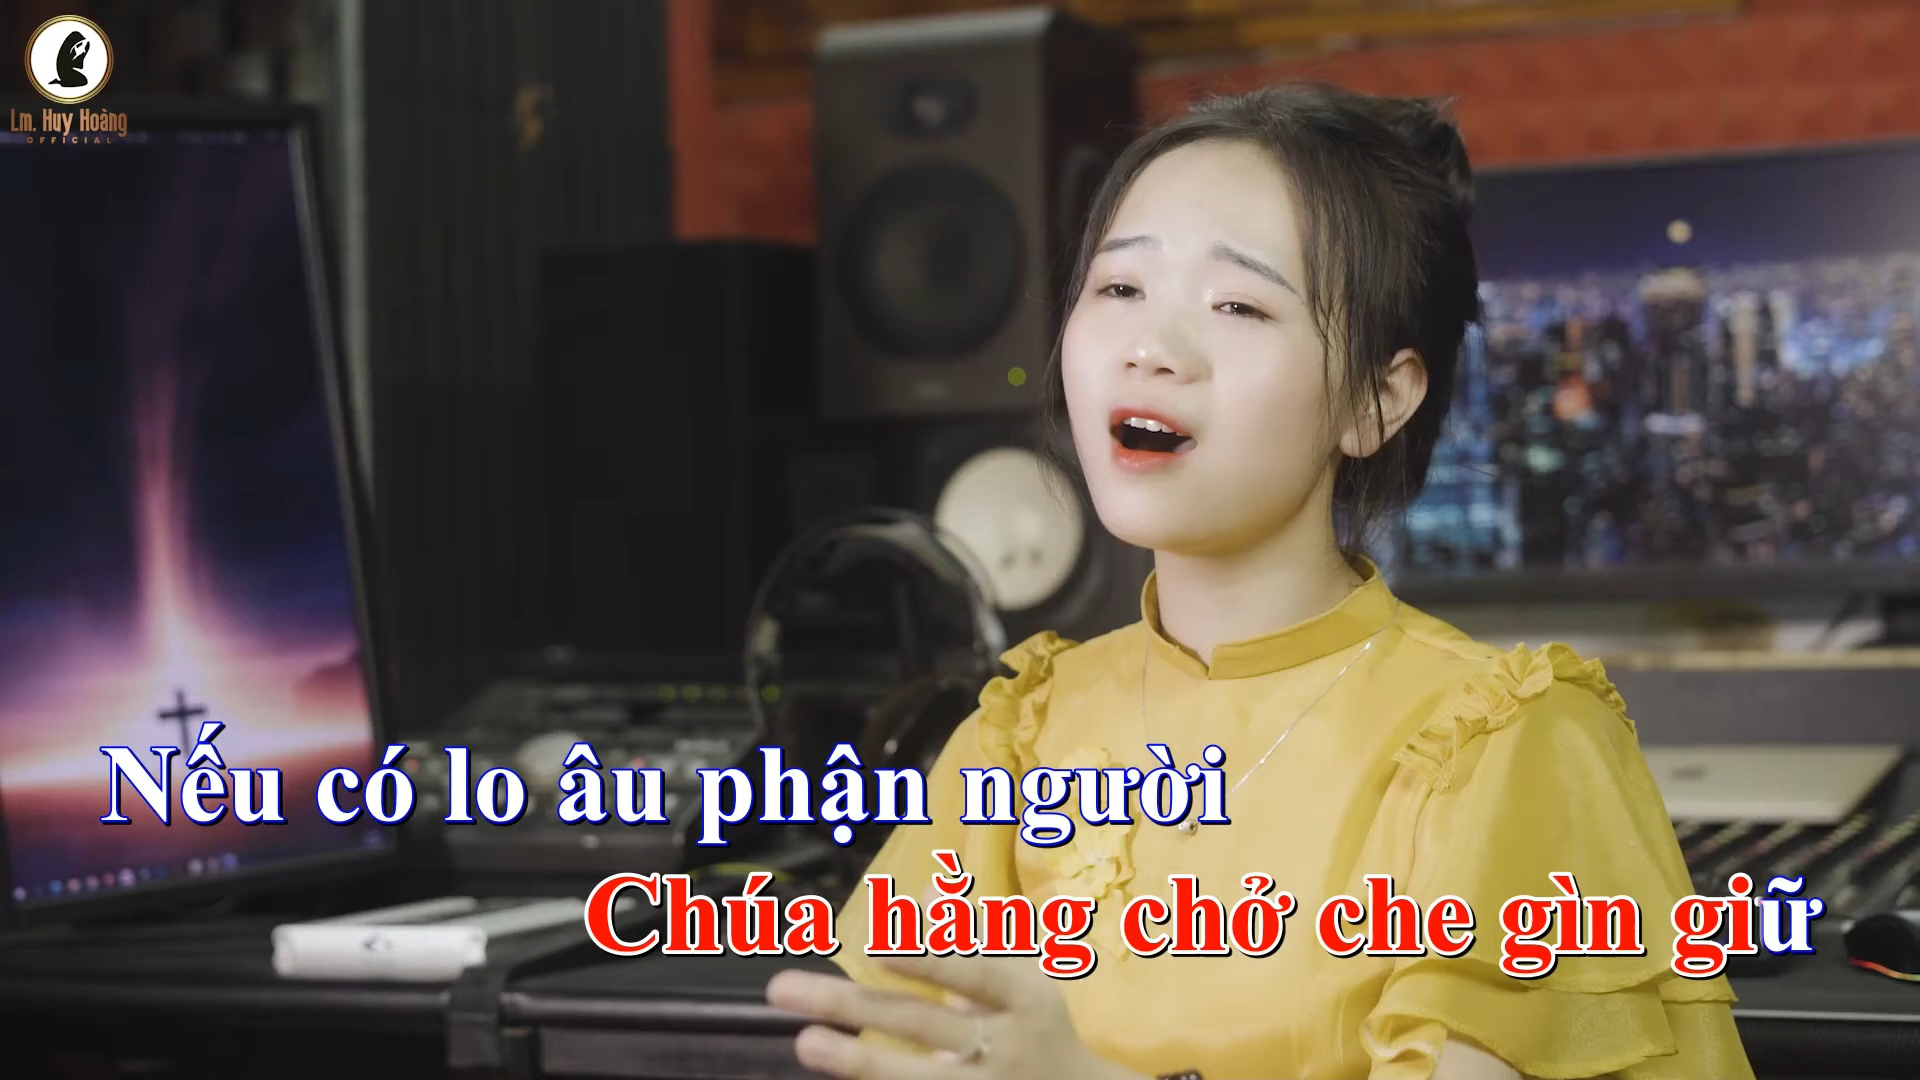 Lm. Huy Hoàng
OFFICIAL
Nếu có lo âu phận người
Chúa hằng chở che gìn giữ